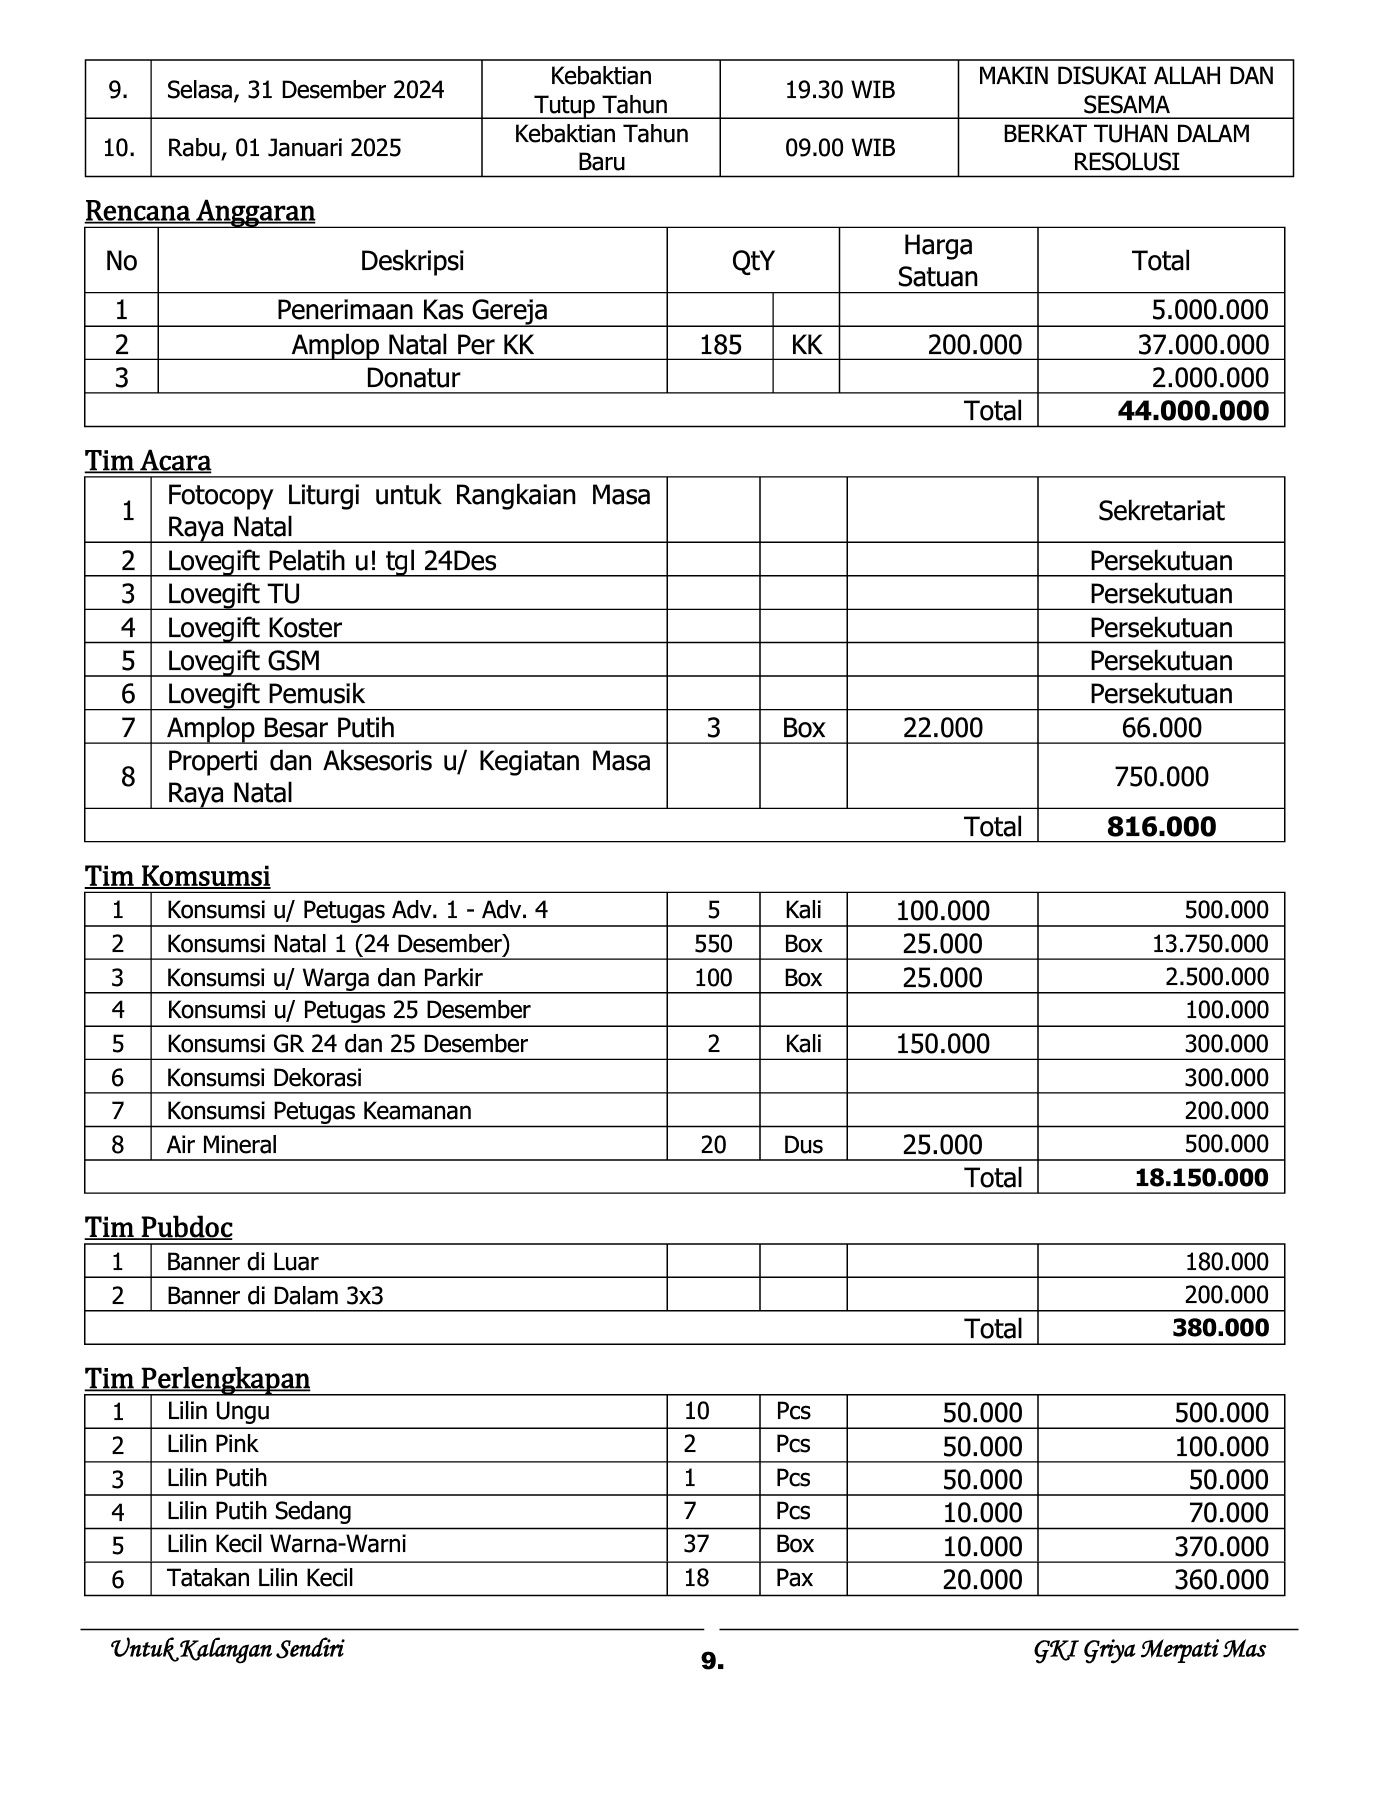 9. Selasa, 31 Desember 2024 Kebaktian Tutup Tahun 19.30 WIB MAKIN DISUKAI ALLAH DAN SESAMA
10. Rabu, 01 Januari 2025 Kebaktian Tahun Baru 09.00 WIB BERKAT TUHAN DALAM RESOLUSI
Rencana Anggaran
No Deskripsi QtY Harga Satuan Total
1 Penerimaan Kas Gereja 5.000.000
2 Amplop Natal Per KK 185 KK 200.000 37.000.000
3 Donatur 2.000.000
Total 44.000.000
Tim Acara
1 Fotocopy Liturgi untuk Rangkaian Masa Raya Natal Sekretariat
2 Lovegift Pelatih u! tgl 24Des Persekutuan
3 Lovegift TU Persekutuan
4 Lovegift Koster Persekutuan
5 Lovegift GSM Persekutuan
6 Lovegift Pemusik Persekutuan
7 Amplop Besar Putih 3 Box 22.000 66.000
8 Properti dan Aksesoris u/ Kegiatan Masa Raya Natal 750.000
Total 816.000
Tim Komsumsi
1 Konsumsi u/ Petugas Adv. 1 - Adv. 4 5 Kali 100.000 500.000
2 Konsumsi Natal 1 (24 Desember) 550 Box 25.000 13.750.000
3 Konsumsi u/ Warga dan Parkir 100 Box 25.000 2.500.000
4 Konsumsi u/ Petugas 25 Desember 100.000
5 Konsumsi GR 24 dan 25 Desember 2 Kali 150.000 300.000
6 Konsumsi Dekorasi 300.000
7 Konsumsi Petugas Keamanan 200.000
8 Air Mineral 20 Dus 25.000 500.000
Total 18.150.000
Tim Pubdoc
1 Banner di Luar 180.000
2 Banner di Dalam 3x3 200.000
Total 380.000
Tim Perlengkapan
1 Lilin Ungu 10 Pcs 50.000 500.000
2 Lilin Pink 2 Pcs 50.000 100.000
3 Lilin Putih 1 Pcs 50.000 50.000
4 Lilin Putih Sedang 7 Pcs 10.000 70.000
5 Lilin Kecil Warna-Warni 37 Box 10.000 370.000
6 Tatakan Lilin Kecil 18 Pax 20.000 360.000
Untuk Kalangan Sendiri 9. GKI Griya Merpati Mas